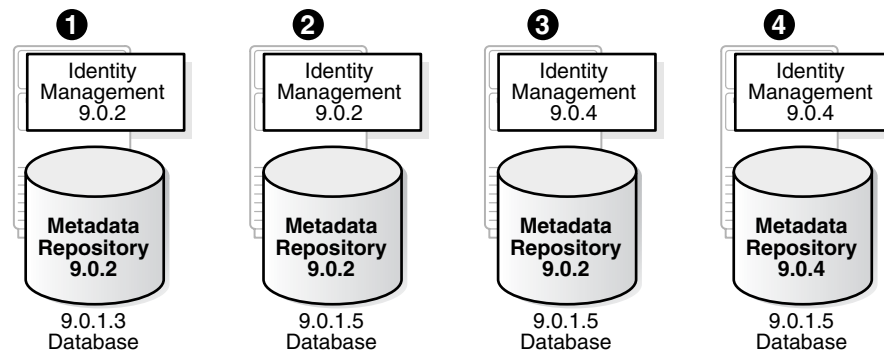 1
Identity
Management
9.0.2
Metadata
Repository
9.0.2
9.0.1.3
Database
2
Identity
Management
9.0.2
Metadata
Repository
9.0.2
9.0.1.5
Database
3
Identity
Management
9.0.4
Metadata
Repository
9.0.2
9.0.1.5
Database
4
Identity
Management
9.0.4
Metadata
Repository
9.0.4
9.0.1.5
Database